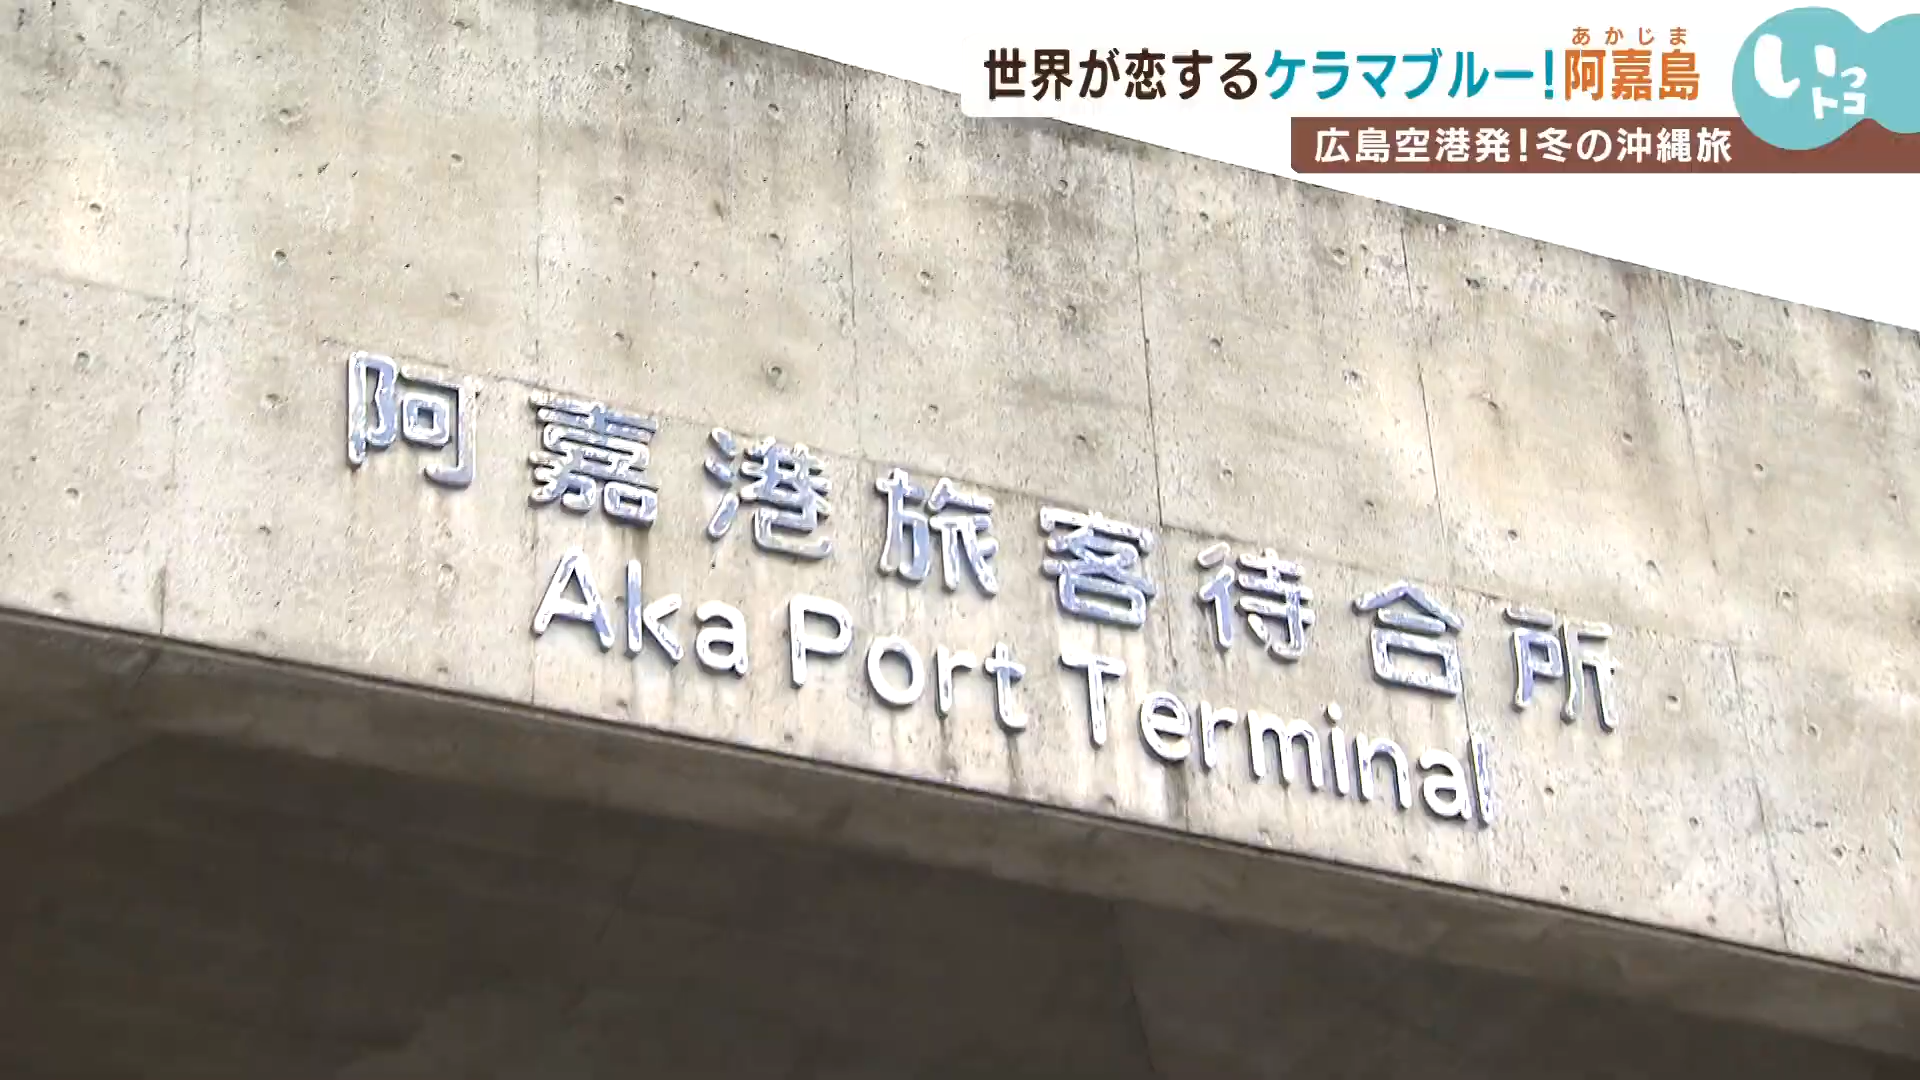 あかじま
世界が恋するケラマブルー!阿嘉島
広島空港発!冬の沖縄旅
いっトコ
阿嘉港旅客待合所
Aka Port Terminal